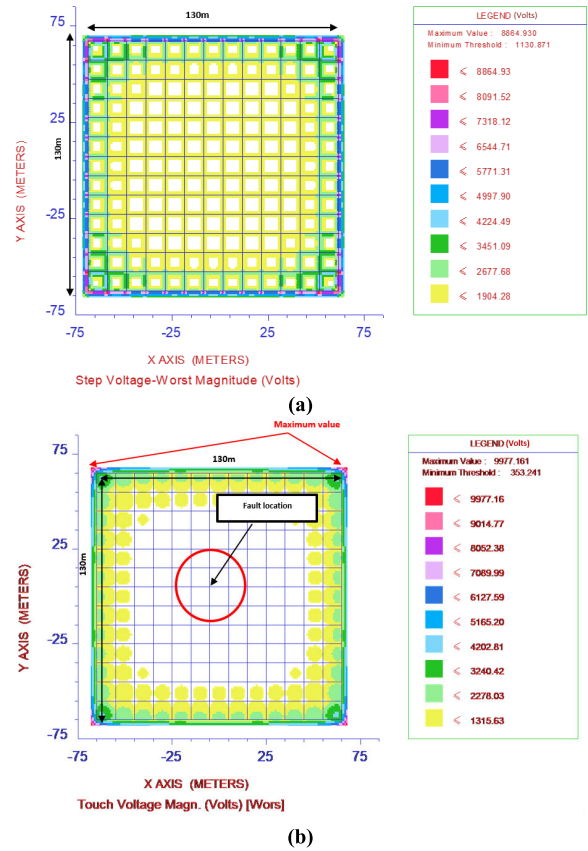 130m
75
25
-25
-75
130m
Y AXIS (METERS)
-75
-25
25
75
X AXIS (METERS)
Step Voltage-Worst Magnitude (Volts)
LEGEND (Volts)
Maximum Value : 8864.930
Minimum Threshold : 1130.871
≤ 8864.93
≤ 8091.52
≤ 7318.12
≤ 6544.71
≤ 5771.31
≤ 4997.90
≤ 4224.49
≤ 3451.09
≤ 2677.68
≤ 1904.28
(a)
Maximum value
130m
Fault location
75
25
-25
-75
130m
Y AXIS (METERS)
-75
-25
25
75
X AXIS (METERS)
Touch Voltage Magn. (Volts) [Wors]
LEGEND (Volts)
Maximum Value : 9977.161
Minimum Threshold : 353.241
≤ 9977.16
≤ 9014.77
≤ 8052.38
≤ 7089.99
≤ 6127.59
≤ 5165.20
≤ 4202.81
≤ 3240.42
≤ 2278.03
≤ 1315.63
(b)